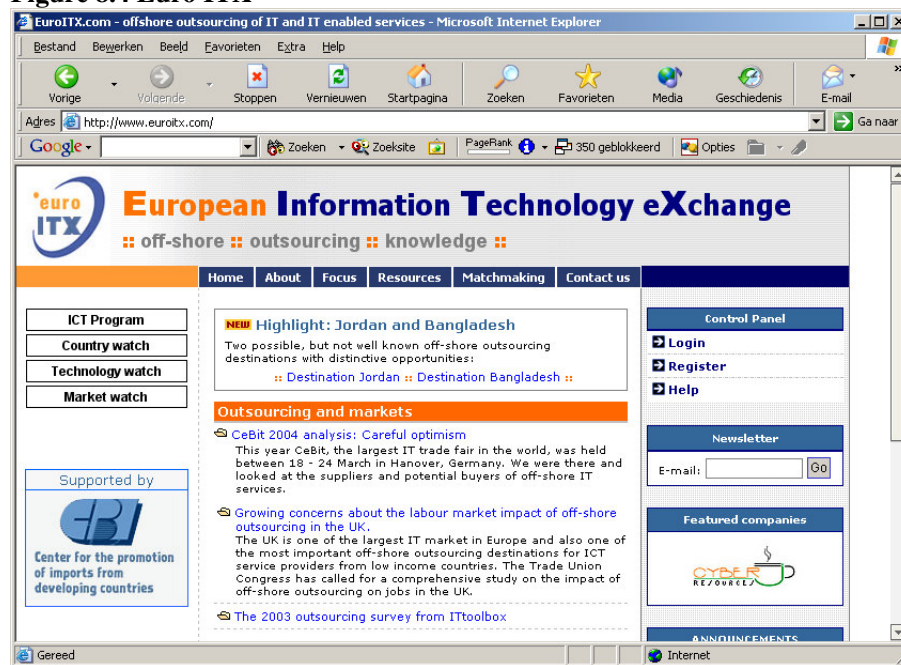 Figure 8.4 Euro ITX
EuroITX.com - offshore outsourcing of IT and IT enabled services - Microsoft Internet Explorer
Bestand Bewerken Beeld Favorieten Extra Help
Vorige Volgende Stoppen Vernieuwen Startpagina Zoeken Favorieten Media Geschiedenis E-mail
Adres http://www.euroitx.com/ Ga naar
Google Zoeken Zoeksite PageRank 350 geblokkeerd Opties
euro
ITX
European Information Technology eXchange
:: off-shore :: outsourcing :: knowledge ::
Home About Focus Resources Matchmaking Contact us
ICT Program
Country watch
Technology watch
Market watch
Supported by
CBI
Center for the promotion
of imports from
developing countries
NEW Highlight: Jordan and Bangladesh
Two possible, but not well known off-shore outsourcing
destinations with distinctive opportunities:
:: Destination Jordan :: Destination Bangladesh ::
Outsourcing and markets
CeBit 2004 analysis: Careful optimism
This year CeBit, the largest IT trade fair in the world, was held
between 18 - 24 March in Hanover, Germany. We were there and
looked at the suppliers and potential buyers of off-shore IT
services.
Growing concerns about the labour market impact of off-shore
outsourcing in the UK.
The UK is one of the largest IT market in Europe and also one of
the most important off-shore outsourcing destinations for ICT
service providers from low income countries. The Trade Union
Congress has called for a comprehensive study on the impact of
off-shore outsourcing on jobs in the UK.
The 2003 outsourcing survey from ITtoolbox
Control Panel
Login
Register
Help
Newsletter
E-mail: Go
Featured companies
CYBER
RE/OURCE/
ANNOUNCEMENTS
Gereed Internet